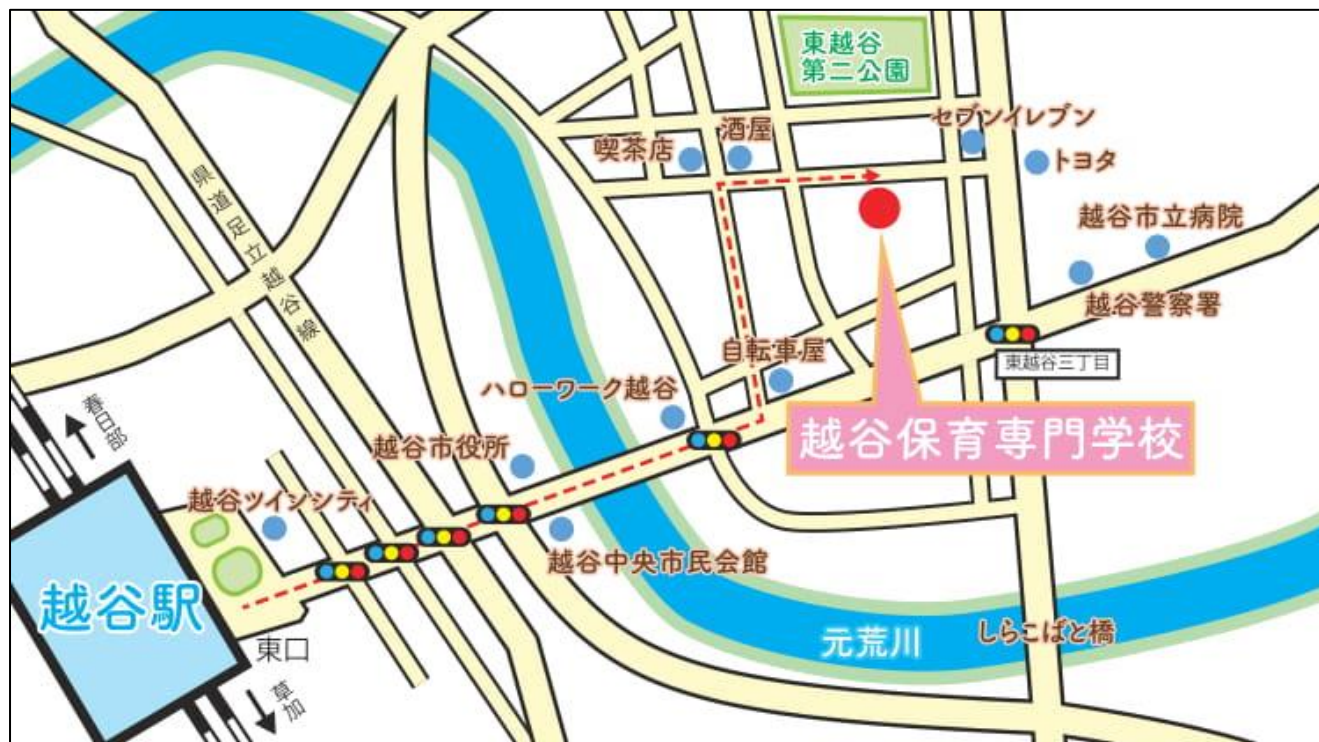 東越谷
第二公園
セブンイレブン
酒屋
喫茶店
トヨタ
越谷市立病院
県道足立越谷線
越谷警察署
自転車屋
東越谷三丁目
ハローワーク越谷
春日部
越谷保育専門学校
越谷市役所
越谷ツインシティ
越谷中央市民会館
越谷駅
東口
元荒川
しらこばと橋
草加